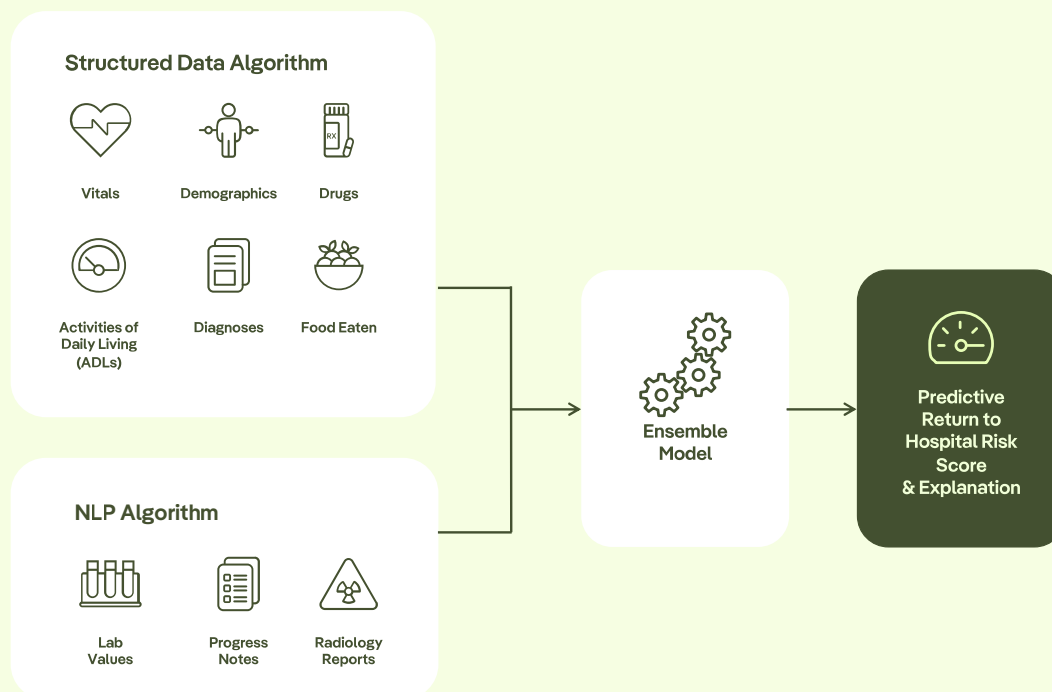 Structured Data Algorithm
Vitals
Demographics
RX
Drugs
Activities of
Daily Living
(ADLs)
Diagnoses
Food Eaten
NLP Algorithm
Lab
Values
Progress
Notes
Radiology
Reports
Ensemble
Model
Predictive
Return to
Hospital Risk
Score
& Explanation